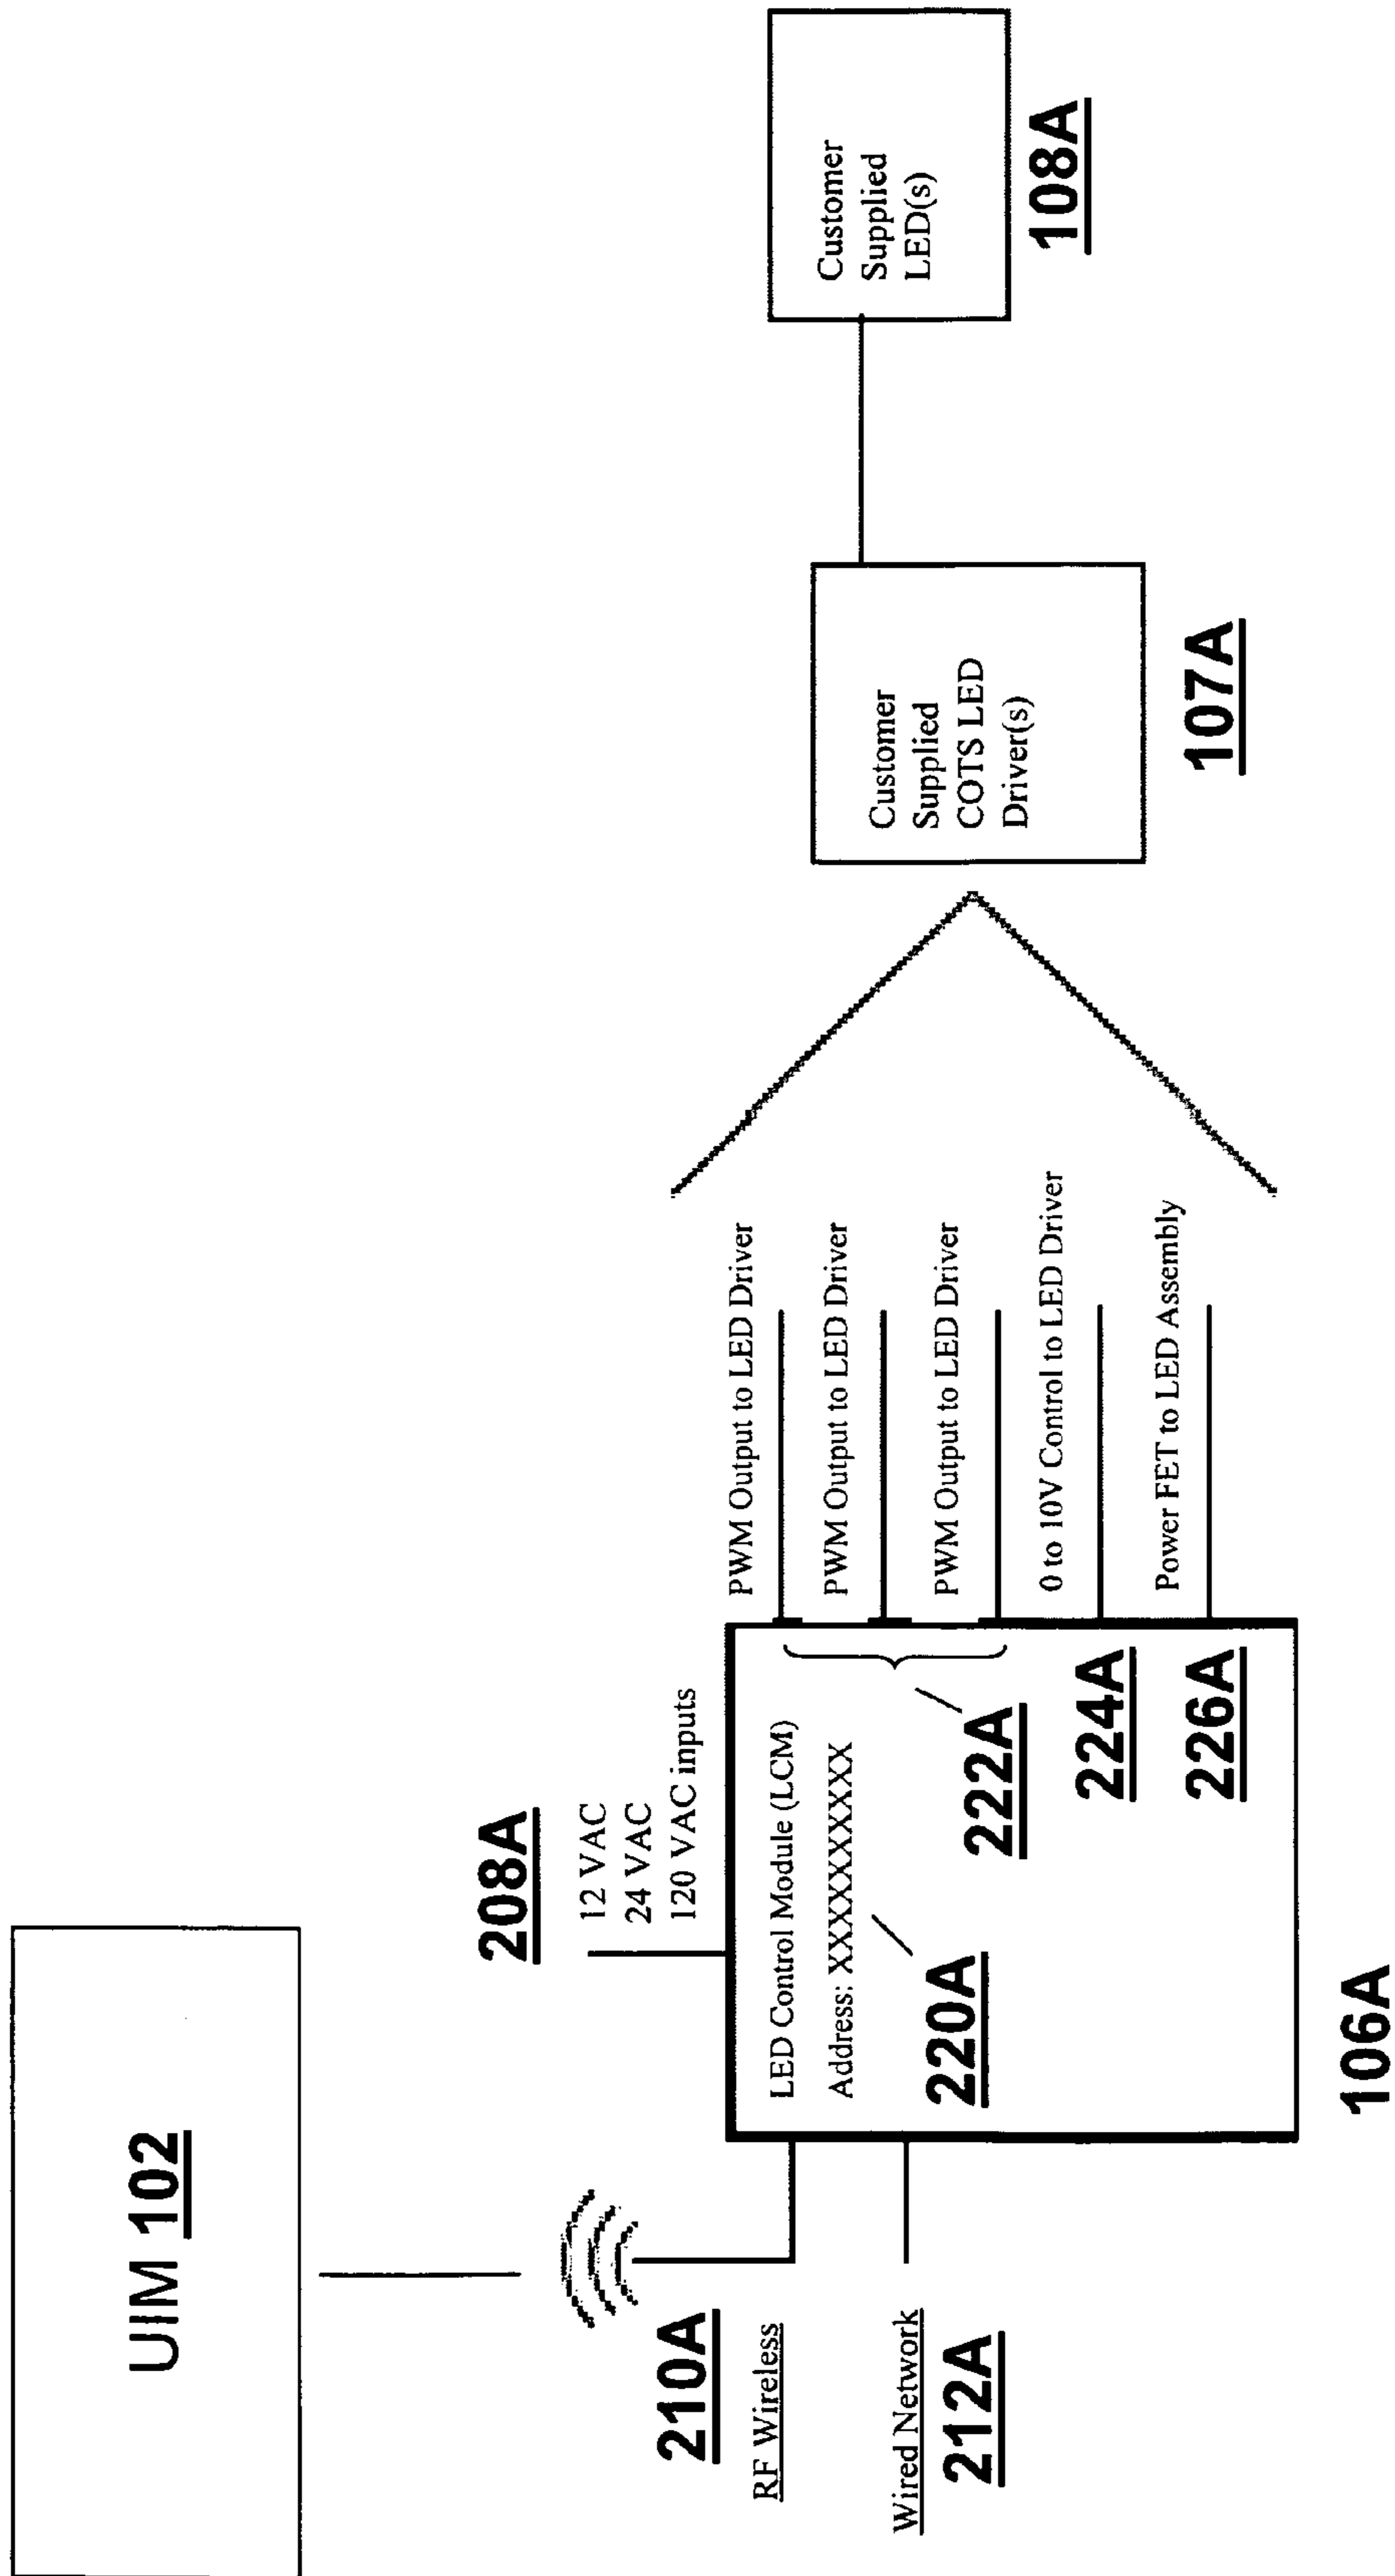 UIM 102
208A
12 VAC
24 VAC
120 VAC inputs
210A
RF Wireless
Wired Network
212A
LED Control Module (LCM)
Address: XXXXXXXXXX
220A
222A
224A
226A
106A
PWM Output to LED Driver
PWM Output to LED Driver
PWM Output to LED Driver
0 to 10V Control to LED Driver
Power FET to LED Assembly
Customer
Supplied
COTS LED
Driver(s)
107A
Customer
Supplied
LED(s)
108A